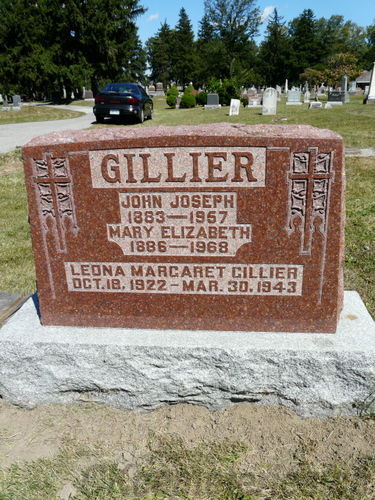 GILLIER
JOHN JOSEPH
1883—1957
MARY ELIZABETH
1886—1968
LEONA MARGARET GILLIER
OCT. 18, 1922 - MAR. 30, 1943